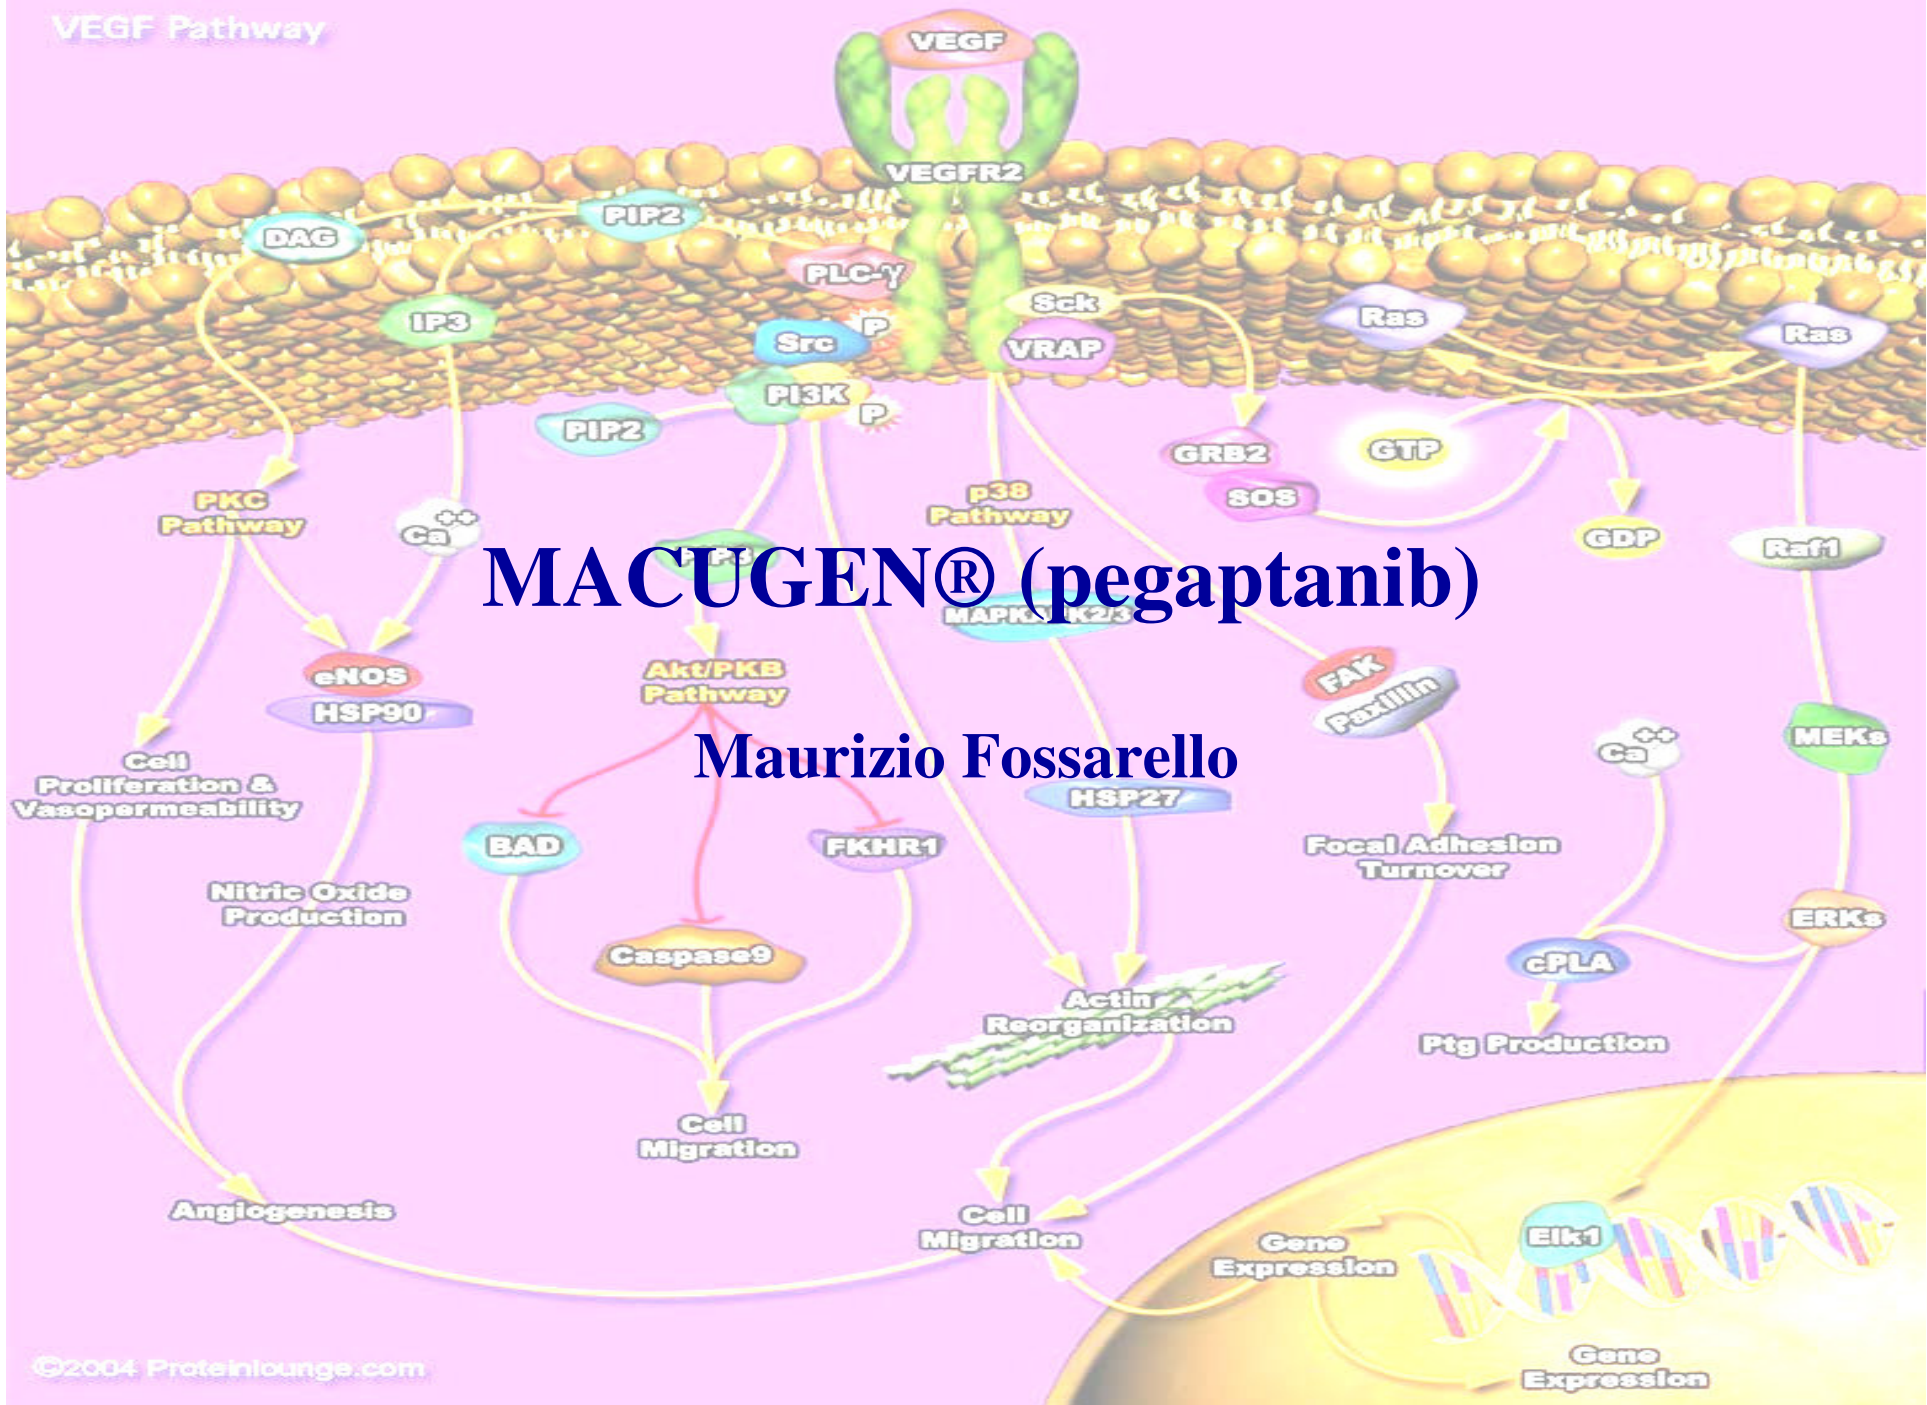 VEGF Pathway
VEGF
VEGFR2
DAG
PIP2
PLC-γ
IP3
Src
P
Sck
VRAP
Ras
Ras
PI3K
P
PIP2
GRB2
SOS
GTP
GDP
Raf1
PKC
Pathway
Ca++
p38
Pathway
PIP3
MACUGEN® (pegaptanib)
MAPKAPK2/3
eNOS
HSP90
Akt/PKB
Pathway
FAK
Paxillin
Ca++
MEKs
Maurizio Fossarello
Cell
Proliferation &
Vasopermeability
HSP27
BAD
FKHR1
Focal Adhesion
Turnover
Nitric Oxide
Production
ERKs
Caspase9
cPLA
Actin
Reorganization
Ptg Production
Cell
Migration
Angiogenesis
Cell
Migration
Gene
Expression
Elk1
Gene
Expression
©2004 Proteinlounge.com